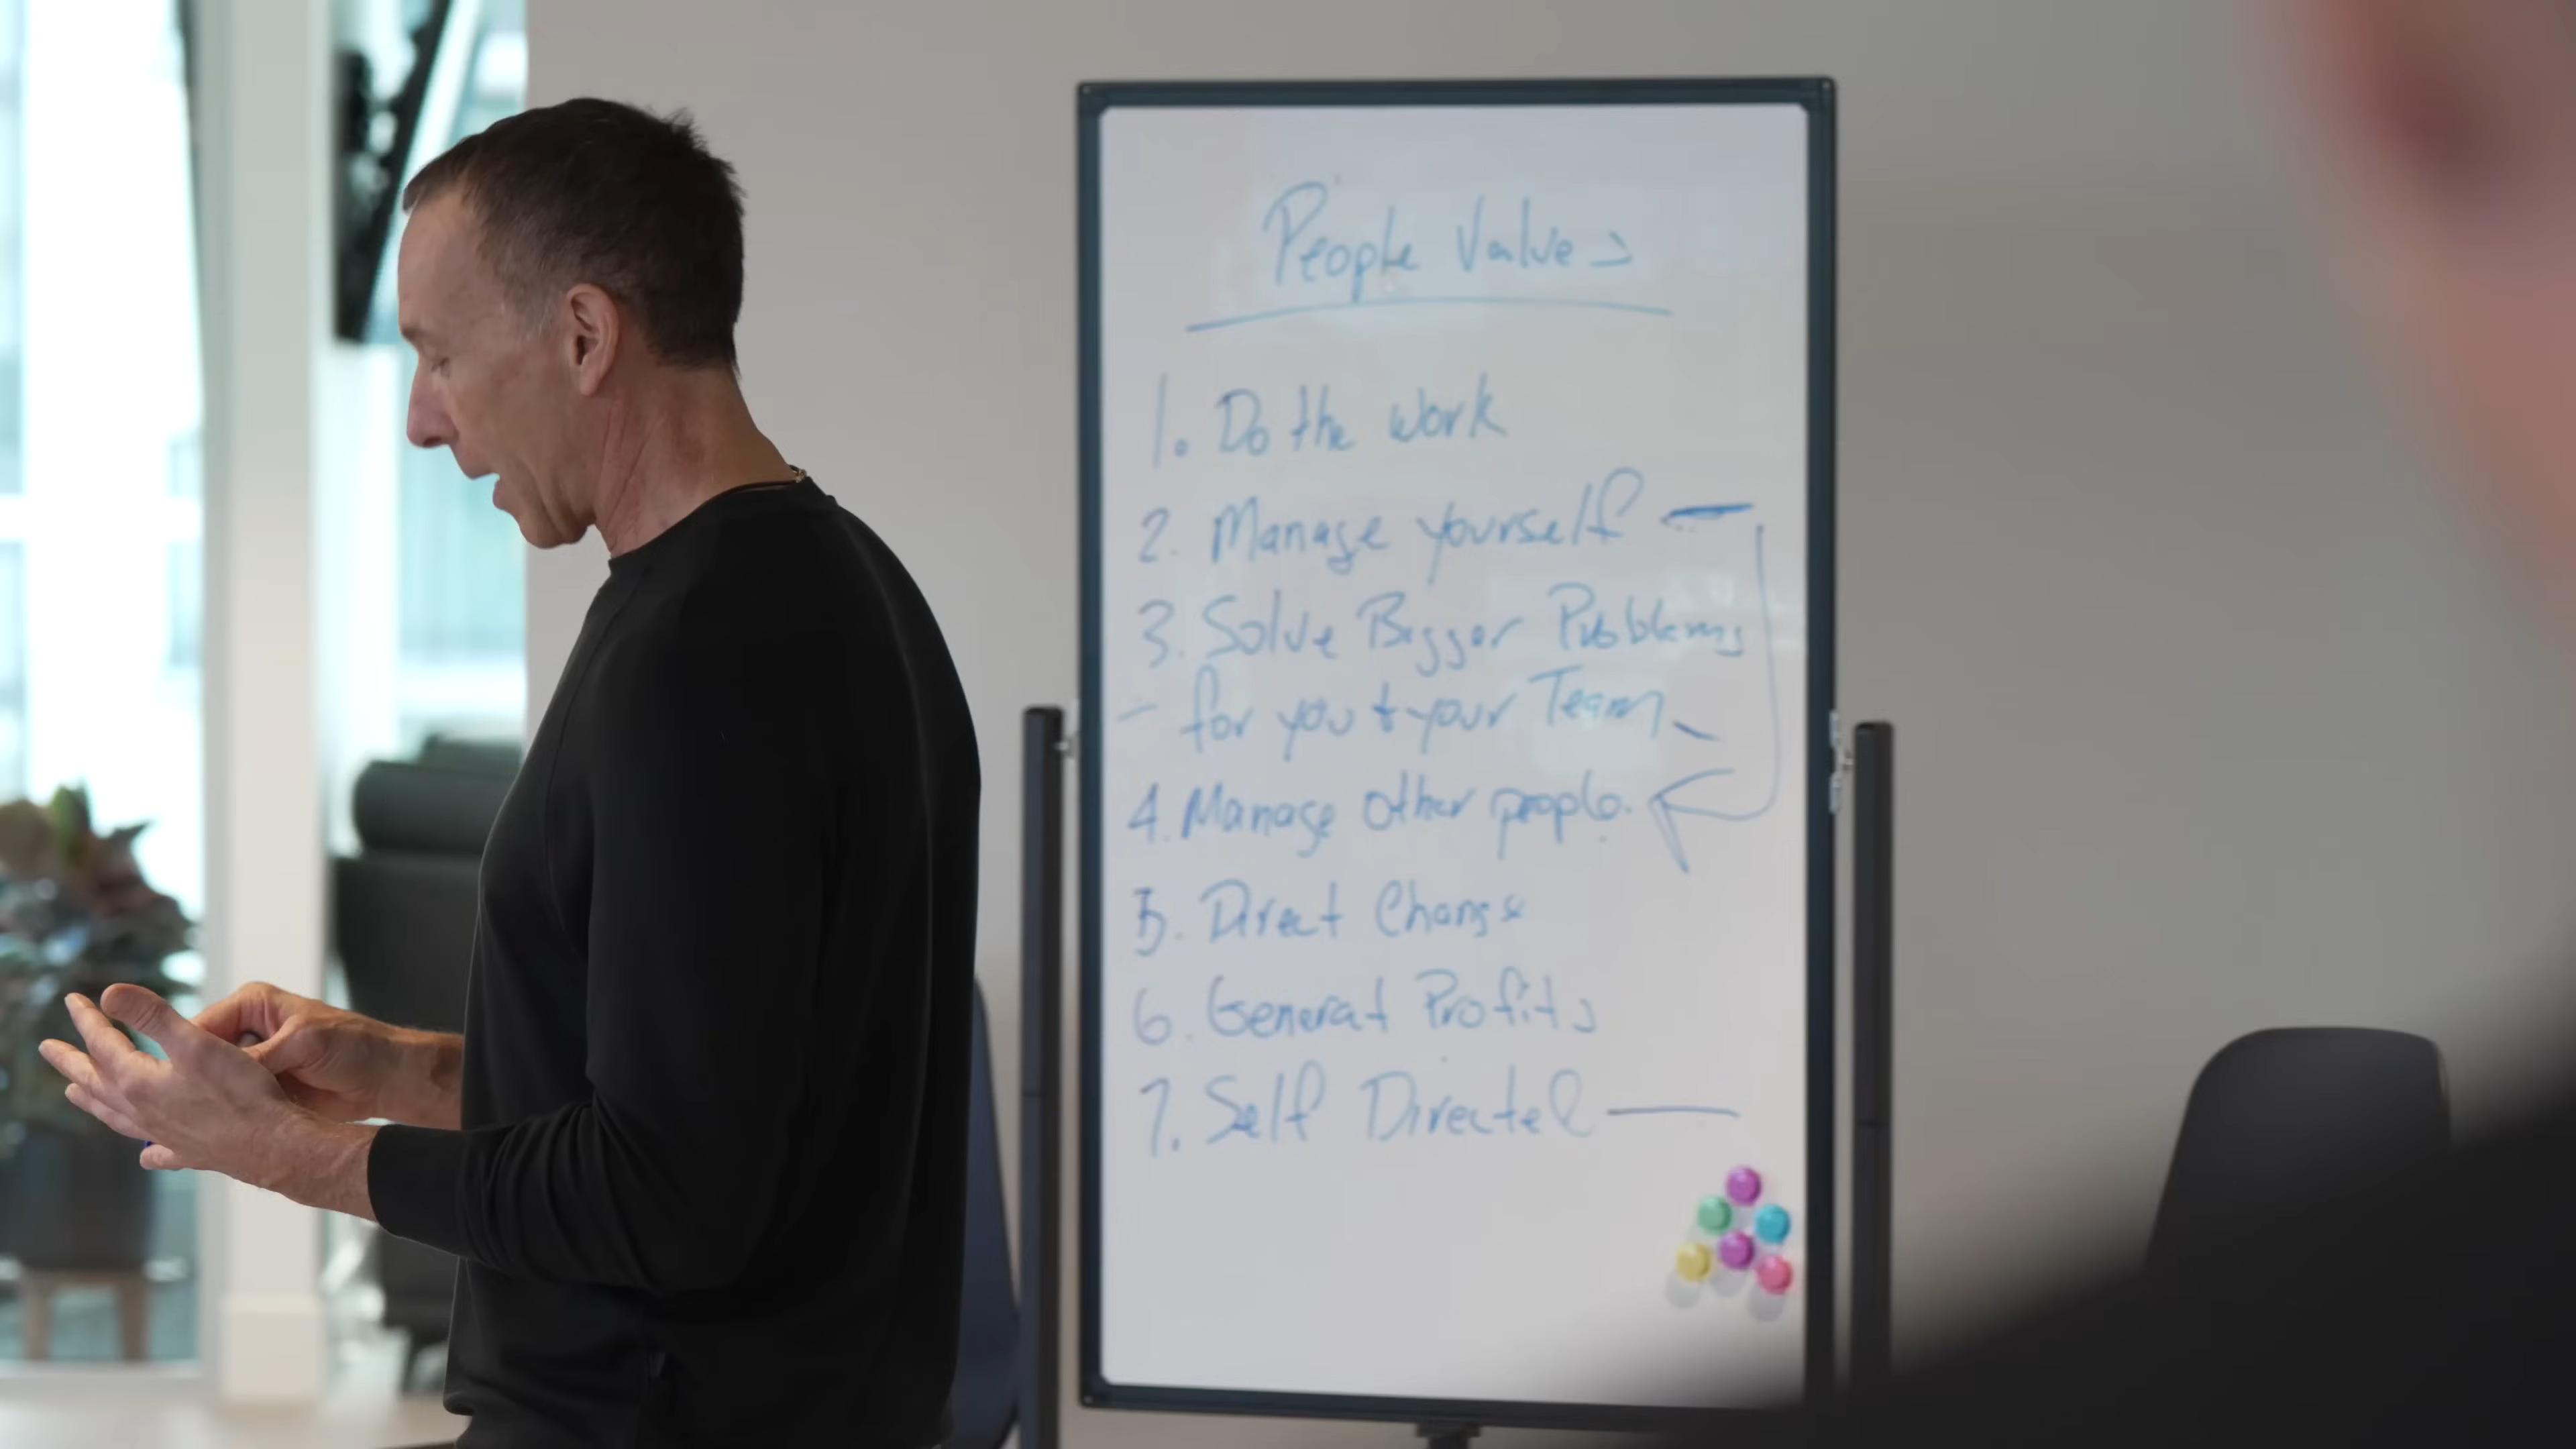 People Values
1. Do the work
2. Manage yourself —
3. Solve Bigger Problems
- for you + your Team
4. Manage other people.
5. Direct Change
6. Generat Profits
7. Self Directed —